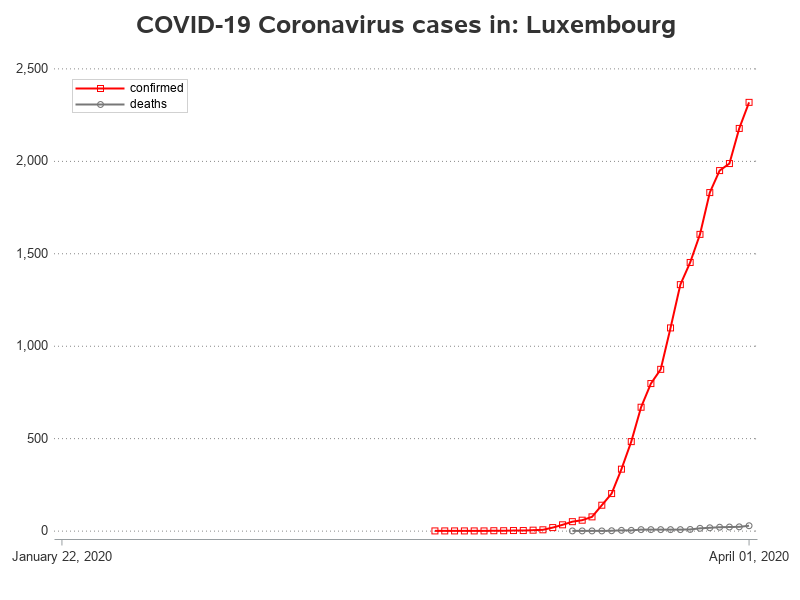 COVID-19 Coronavirus cases in: Luxembourg
2,500
confirmed
deaths
2,000
1,500
1,000
500
0
January 22, 2020
April 01, 2020